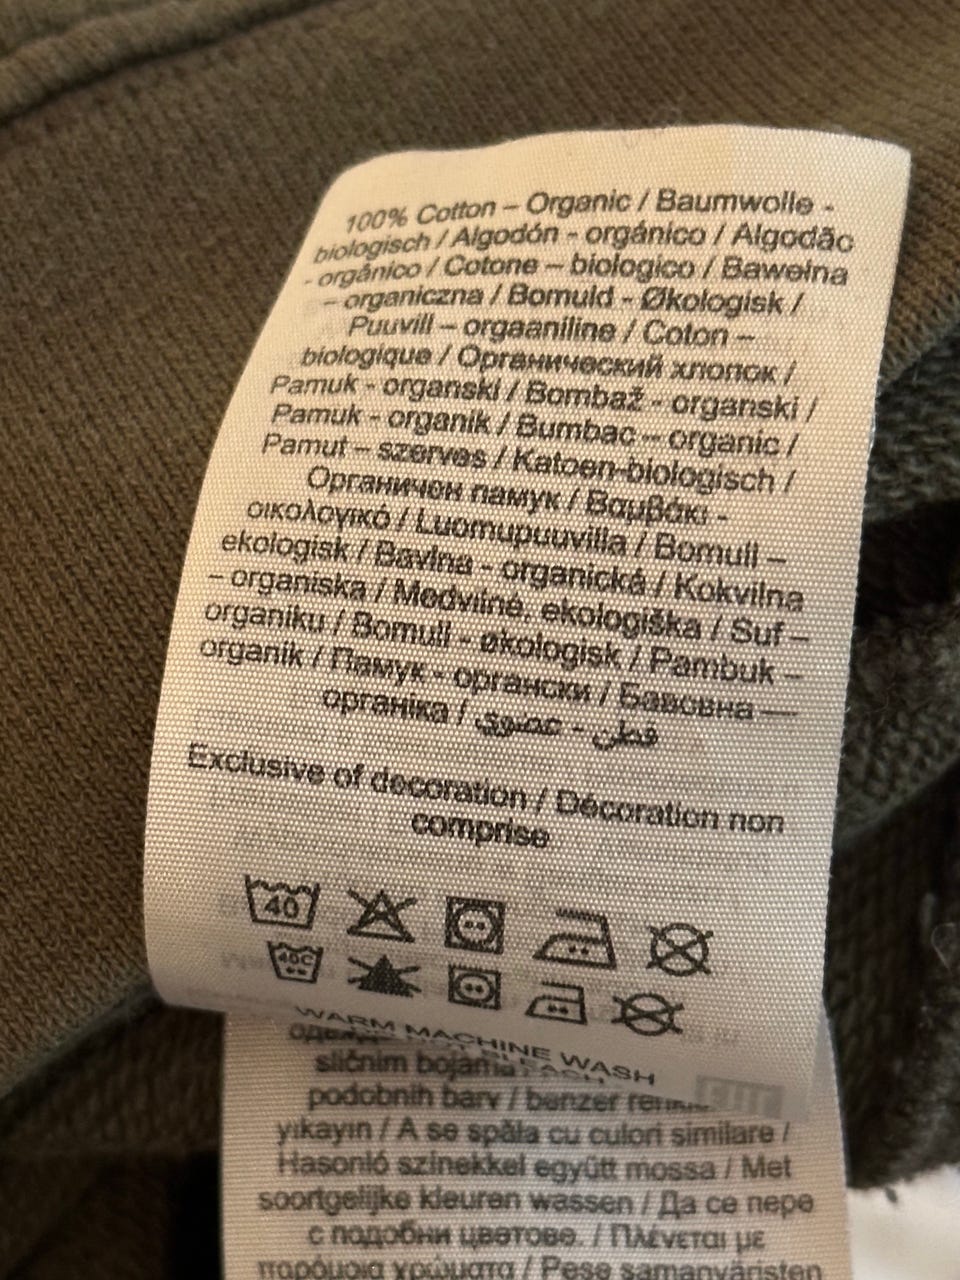 100% Cotton – Organic / Baumwolle -
biologisch / Algodón - orgánico / Algodão
- orgânico / Cotone – biologico / Bawełna
– organiczna / Bomuld - Økologisk /
Puuvill – orgaaniline / Coton –
biologique / Органический хлопок /
Pamuk - organski / Bombaž - organski /
Pamuk - organik / Bumbac – organic /
Pamut – szerves / Katoen-biologisch /
Органичен памук / Βαμβάκι -
οικολογικό / Luomupuuvilla / Bomull –
ekologisk / Bavlna - organická / Kokvilna
– organiska / Medvilnė, ekologiška / Suf –
organiku / Bomull - økologisk / Pambuk –
organik / Памук - органски / Бавовна —
органіка / قطن - عضوي
Exclusive of decoration / Décoration non
comprise
40
40C
WARM MACHINE WASH
BLEACH
sličnim bojama
podobnih barv / benzer
yıkayın / A se spăla cu culori similare /
Hasonló színekkel együtt mossa / Met
soortgelijke kleuren wassen / Да се пере
с подобни цветове. / Πλένεται με
παρόμοια χρώματα / Pese samanväristen